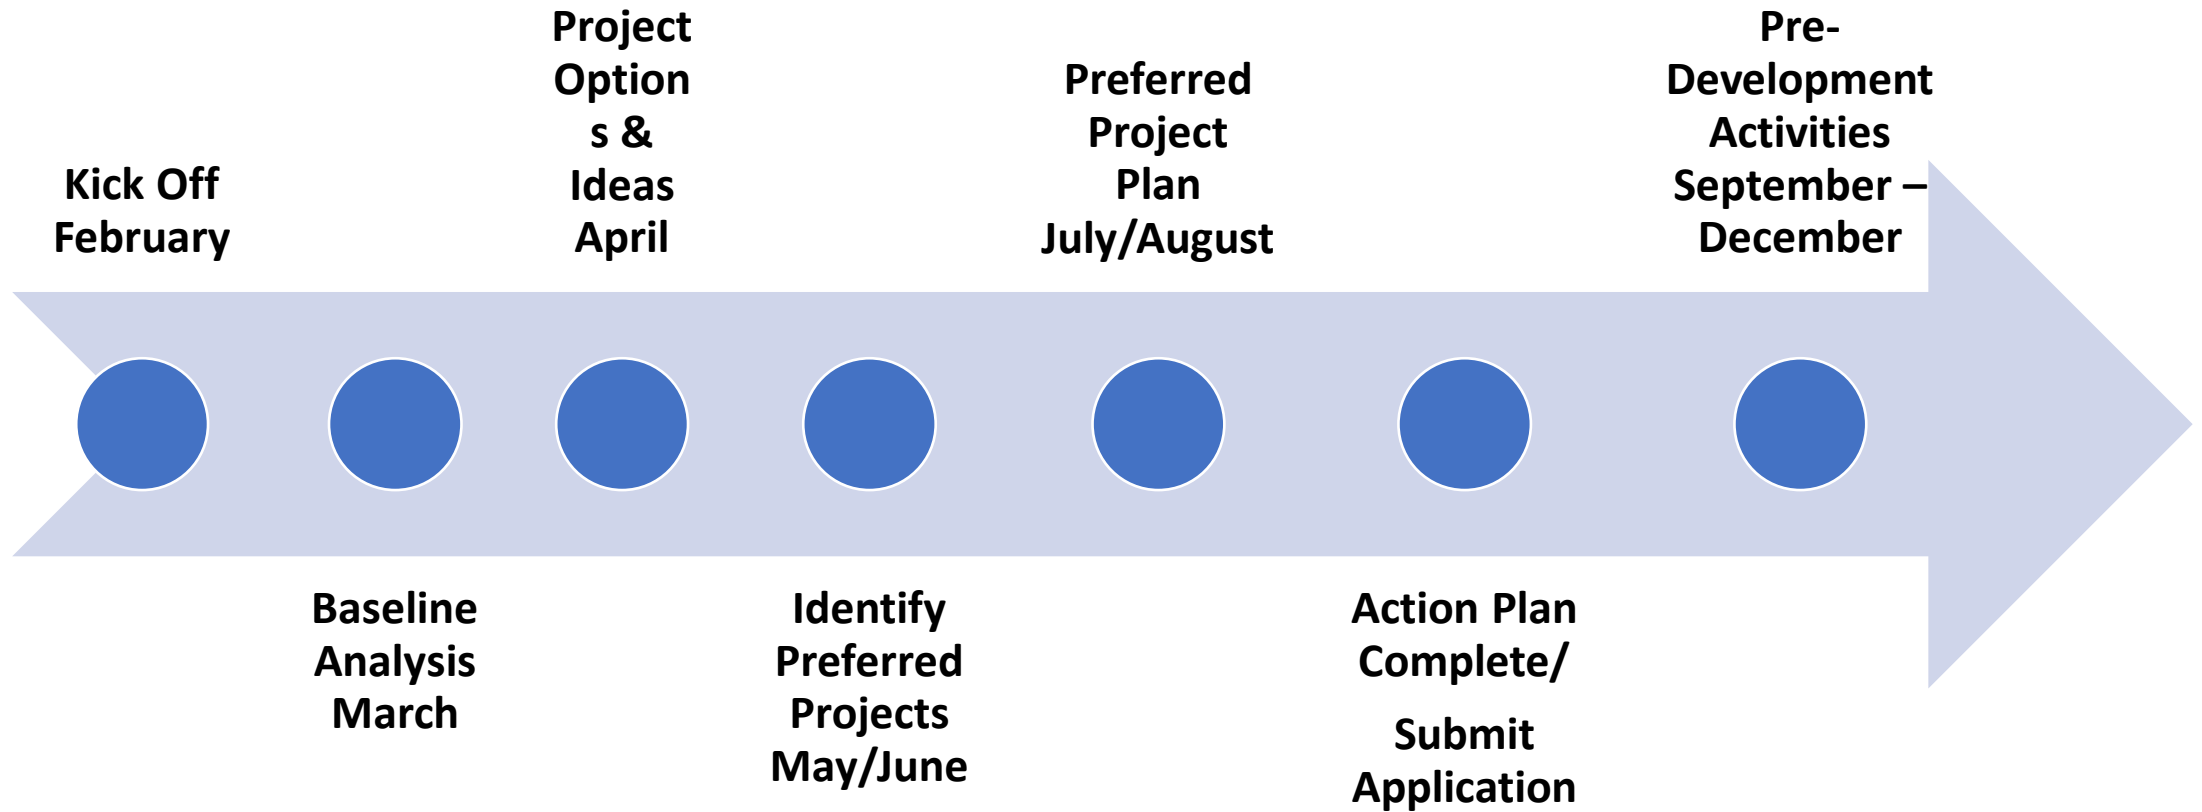 Kick Off
February
Baseline
Analysis
March
Project
Option
s &
Ideas
April
Identify
Preferred
Projects
May/June
Preferred
Project
Plan
July/August
Action Plan
Complete/
Submit
Application
Pre-
Development
Activities
September –
December